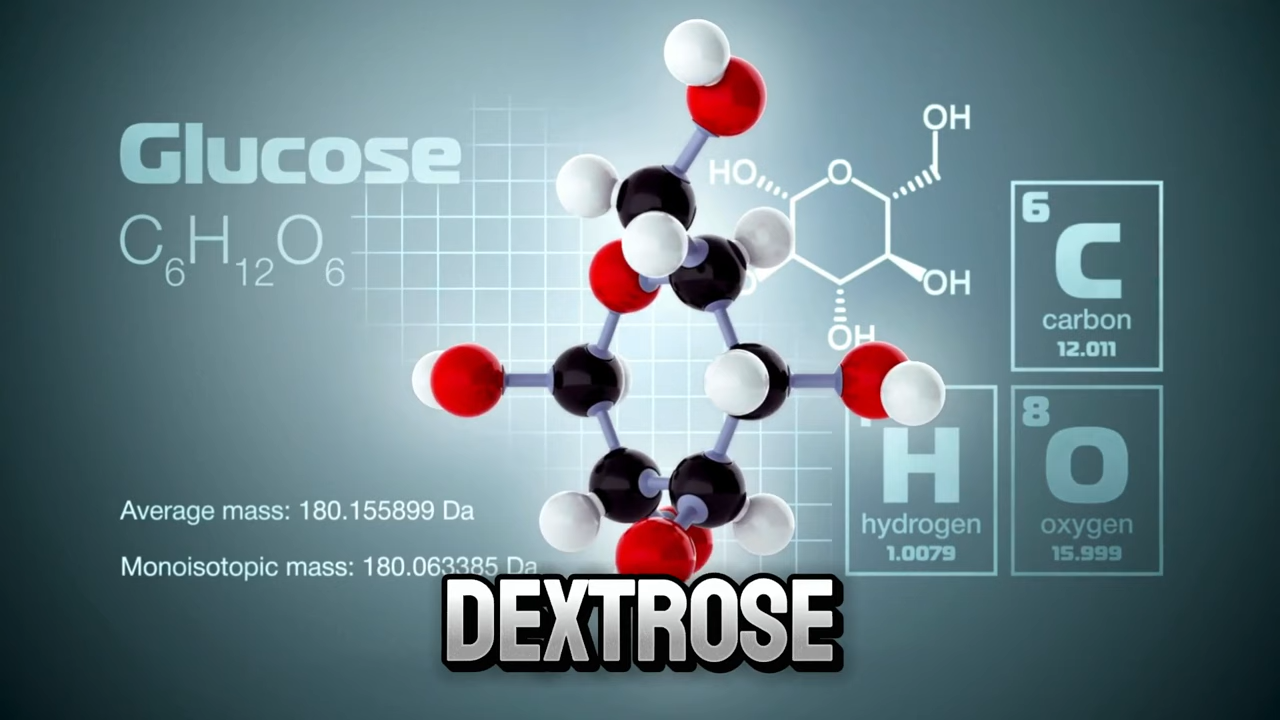 Glucose
C6H12O6
Average mass: 180.155899 Da
Monoisotopic mass: 180.063385 Da
OH
HO
O
OH
OH
6
C
carbon
12.011
H
hydrogen
1.0079
8
O
oxygen
15.999
DEXTROSE